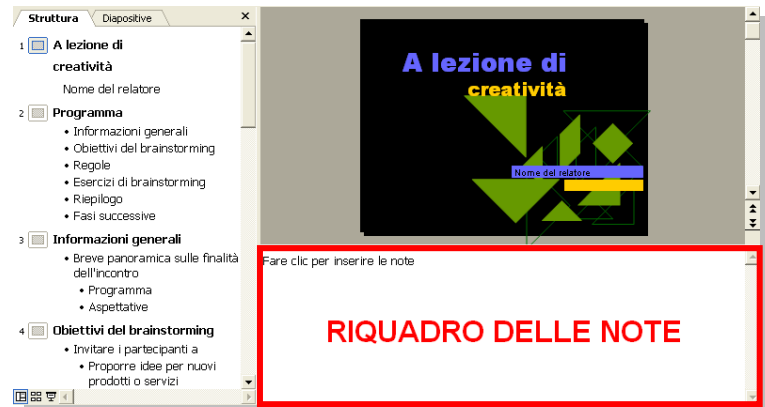 Struttura
Diapositive
1 A lezione di
creatività
Nome del relatore
2 Programma
• Informazioni generali
• Obiettivi del brainstorming
• Regole
• Esercizi di brainstorming
• Riepilogo
• Fasi successive
3 Informazioni generali
• Breve panoramica sulle finalità
dell'incontro
• Programma
• Aspettative
4 Obiettivi del brainstorming
• Invitare i partecipanti a
• Proporre idee per nuovi
prodotti o servizi
A lezione di
creatività
Nome del relatore
Fare clic per inserire le note
RIQUADRO DELLE NOTE